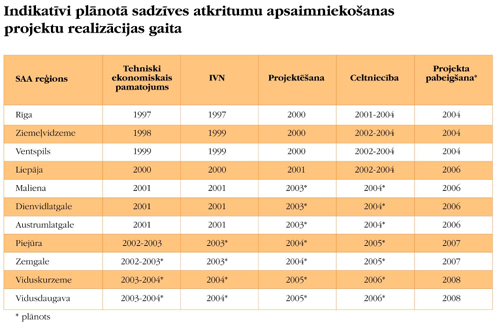 Indikatīvi plānotā sadzīves atkritumu apsaimniekošanas
projektu realizācijas gaita
SAA reģions Tehniski ekonomiskais pamatojums IVN Projektēšana Celtniecība Projekta pabeigšana*
Rīga 1997 1997 2000 2001-2004 2004
Ziemeļvidzeme 1998 1999 2000 2002-2004 2004
Ventspils 1999 1999 2000 2002-2004 2004
Liepāja 2000 2000 2001 2002-2004 2006
Maliena 2001 2001 2003* 2004* 2006
Dienvidlatgale 2001 2001 2003* 2004* 2006
Austrumlatgale 2001 2001 2003* 2004* 2006
Piejūra 2002-2003 2003* 2004* 2005* 2007
Zemgale 2002-2003* 2003* 2004* 2005* 2007
Viduskurzeme 2003-2004* 2004* 2005* 2006* 2008
Vidusdaugava 2003-2004* 2004* 2005* 2006* 2008
* plānots